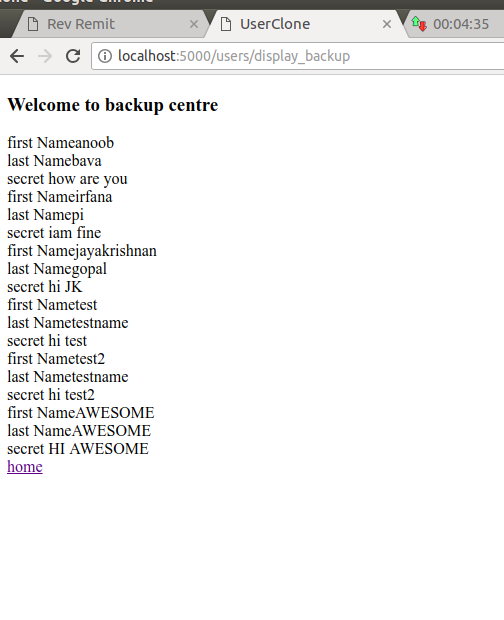 Rev Remit
UserClone
00:04:35
localhost:5000/users/display_backup
Welcome to backup centre
first Nameanoob
last Namebava
secret how are you
first Nameirfana
last Namepi
secret iam fine
first Namejayakrishnan
last Namegopal
secret hi JK
first Nametest
last Nametestname
secret hi test
first Nametest2
last Nametestname
secret hi test2
first NameAWESOME
last NameAWESOME
secret HI AWESOME
home